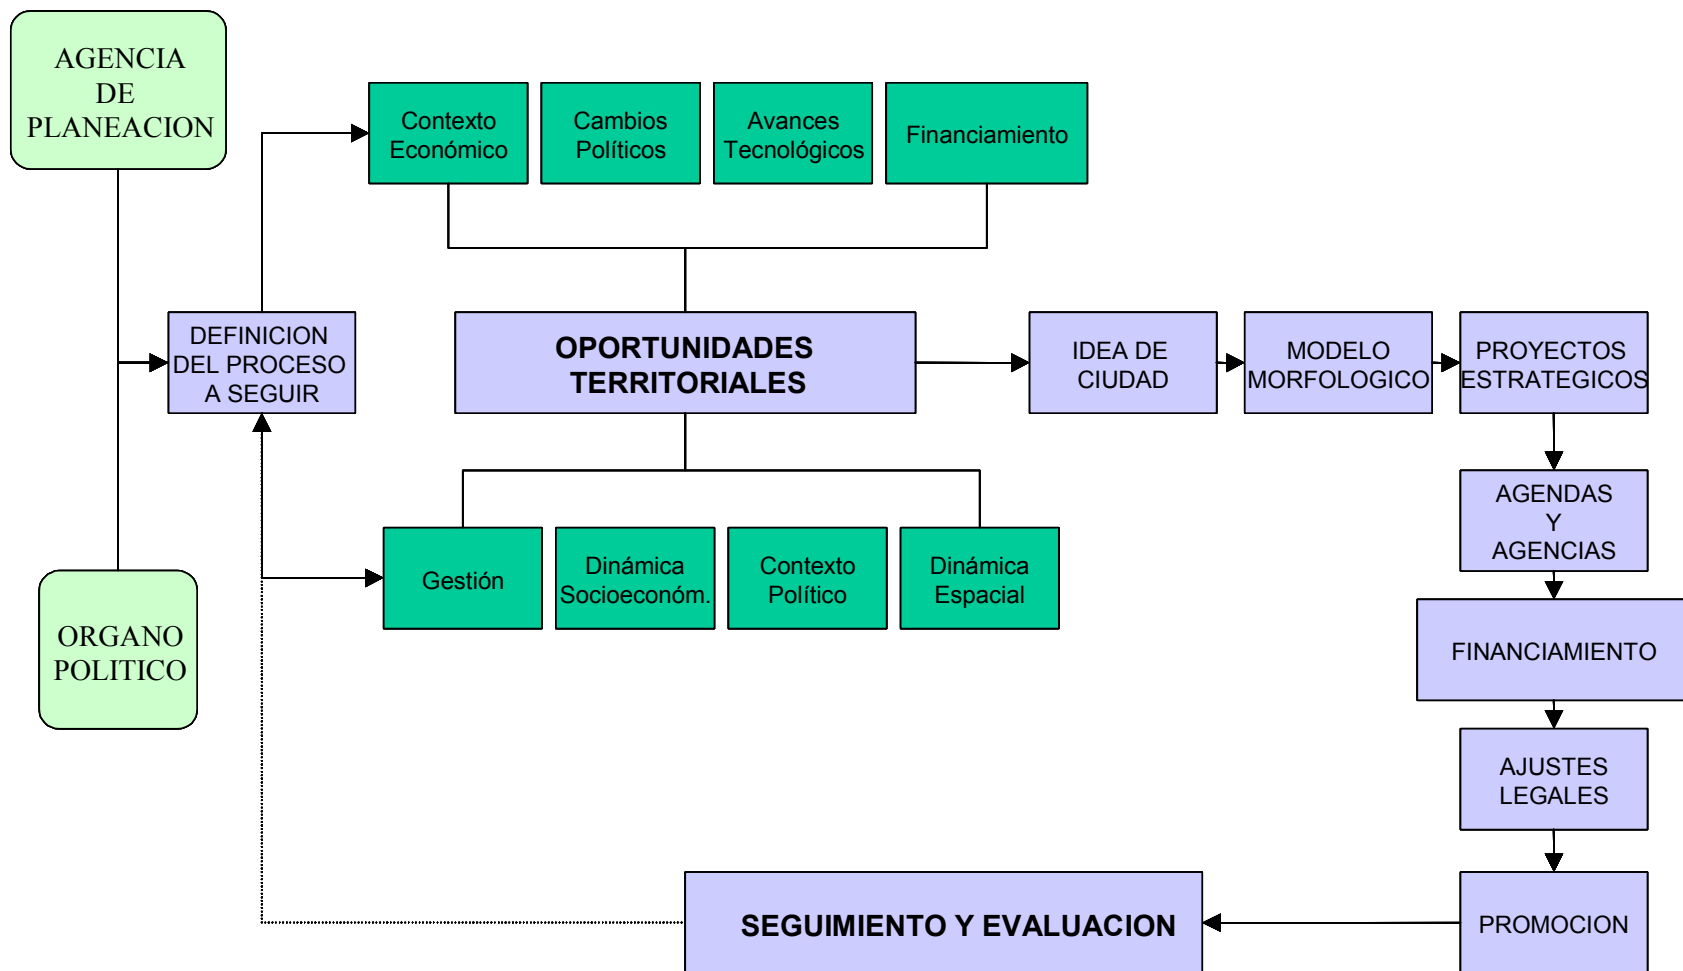 AGENCIA
DE
PLANEACION
Contexto
Económico
Cambios
Políticos
Avances
Tecnológicos
Financiamiento
DEFINICION
DEL PROCESO
A SEGUIR
OPORTUNIDADES
TERRITORIALES
IDEA DE
CIUDAD
MODELO
MORFOLOGICO
PROYECTOS
ESTRATEGICOS
AGENDAS
Y
AGENCIAS
Gestión
Dinámica
Socioeconóm.
Contexto
Político
Dinámica
Espacial
ORGANO
POLITICO
FINANCIAMIENTO
AJUSTES
LEGALES
SEGUIMIENTO Y EVALUACION
PROMOCION